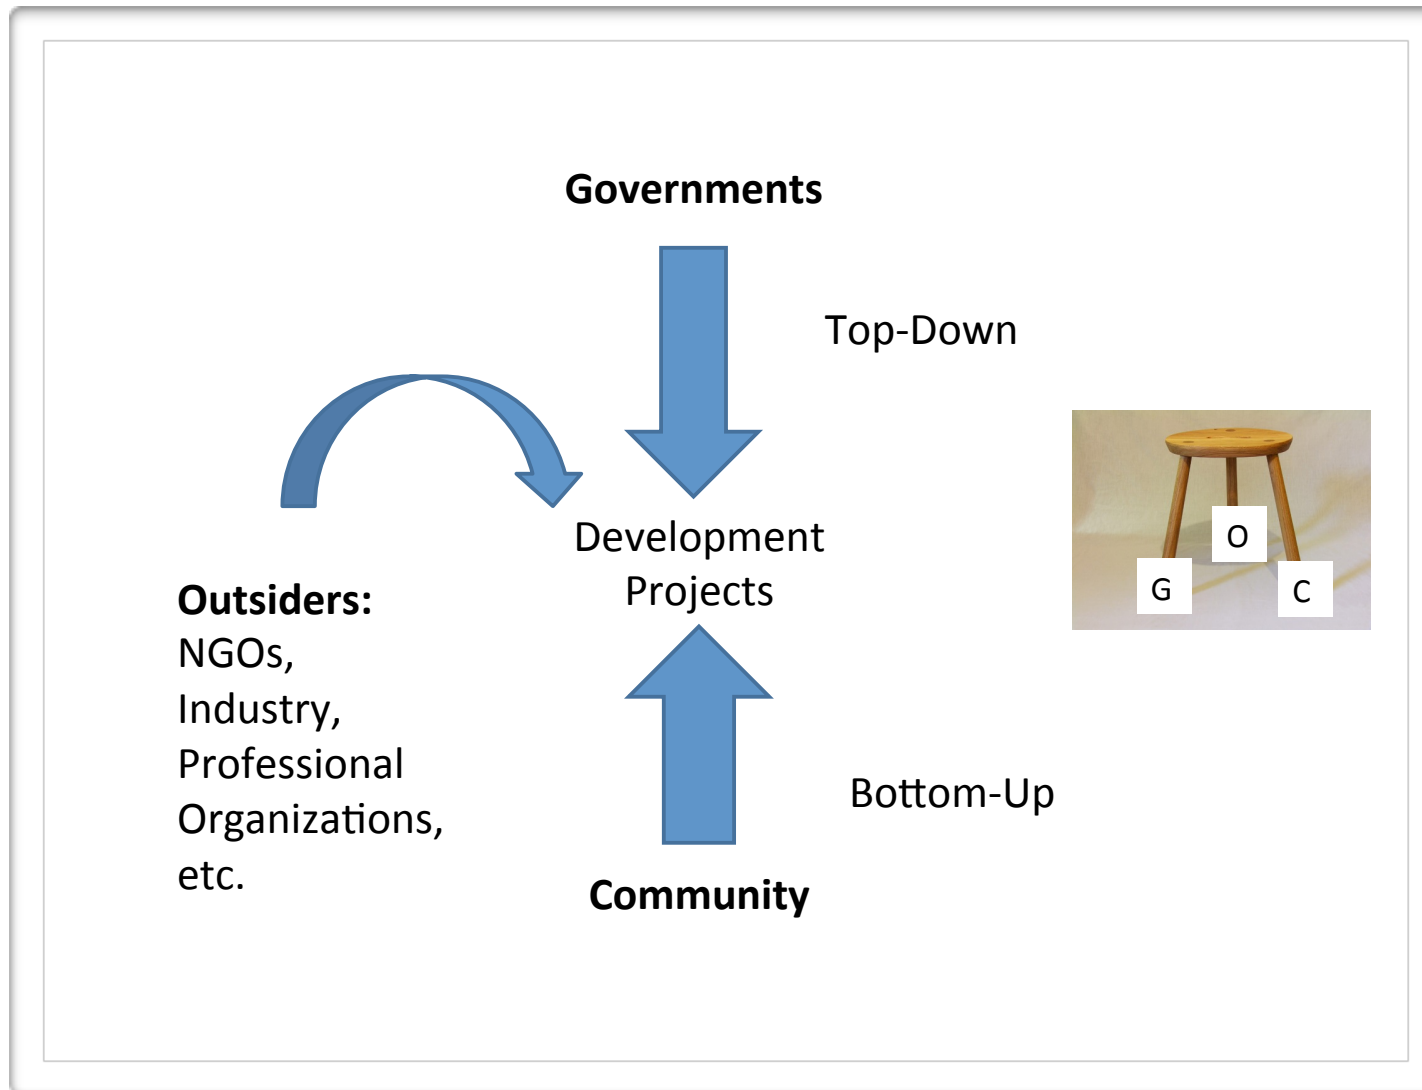 Governments
Top-Down
Development
Projects
Outsiders:
NGOs,
Industry,
Professional
Organizations,
etc.
O
G
C
Bottom-Up
Community